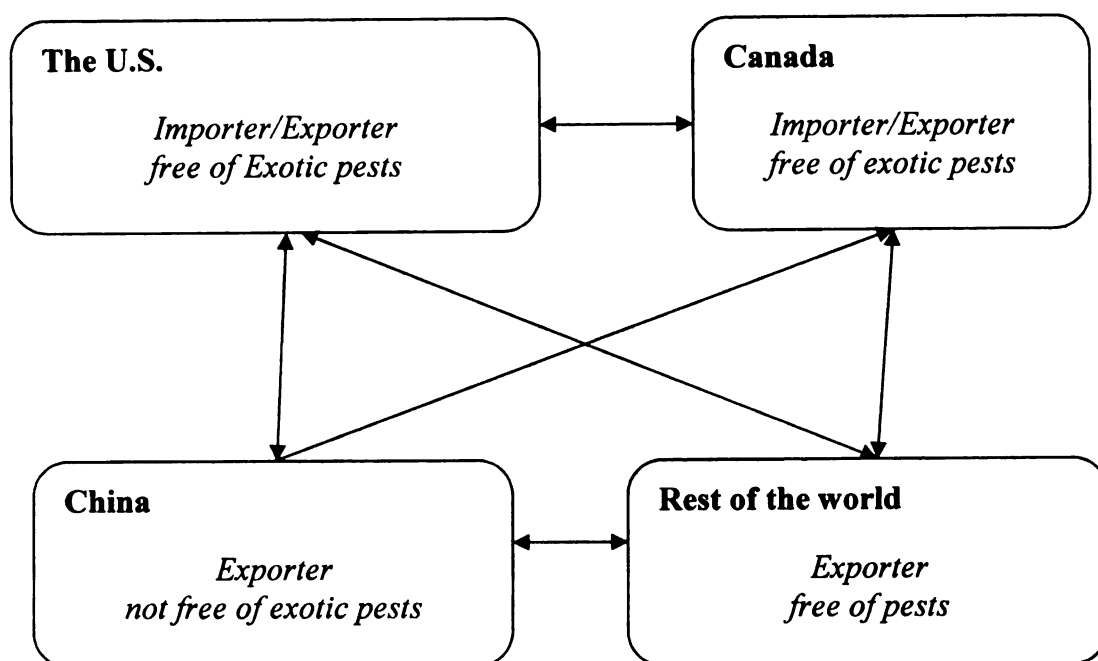 The U.S.
Importer/Exporter
free of Exotic pests
Canada
Importer/Exporter
free of exotic pests
China
Exporter
not free of exotic pests
Rest of the world
Exporter
free of pests